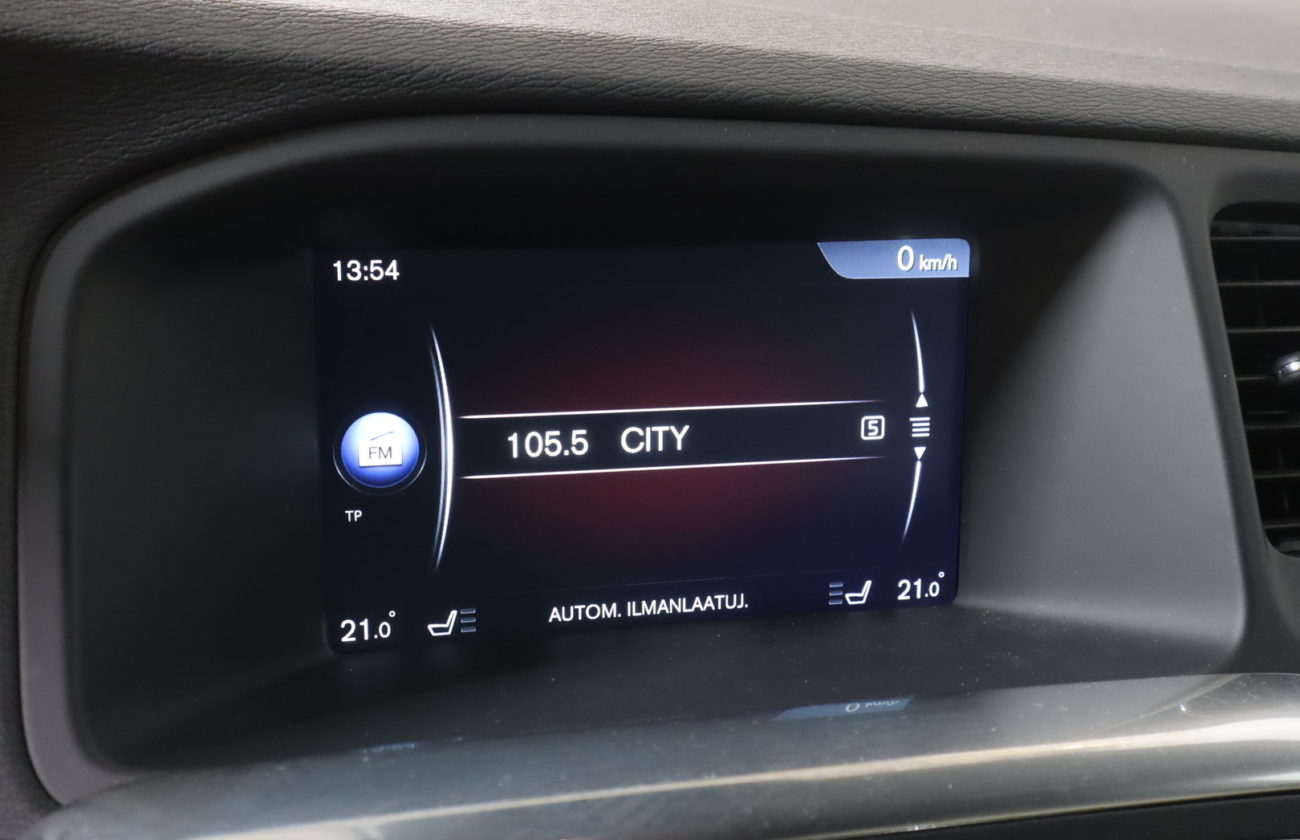 13:54
0 km/h
FM
105.5 CITY 5
TP
21.0° AUTOM. ILMANLAATUJ. 21.0°